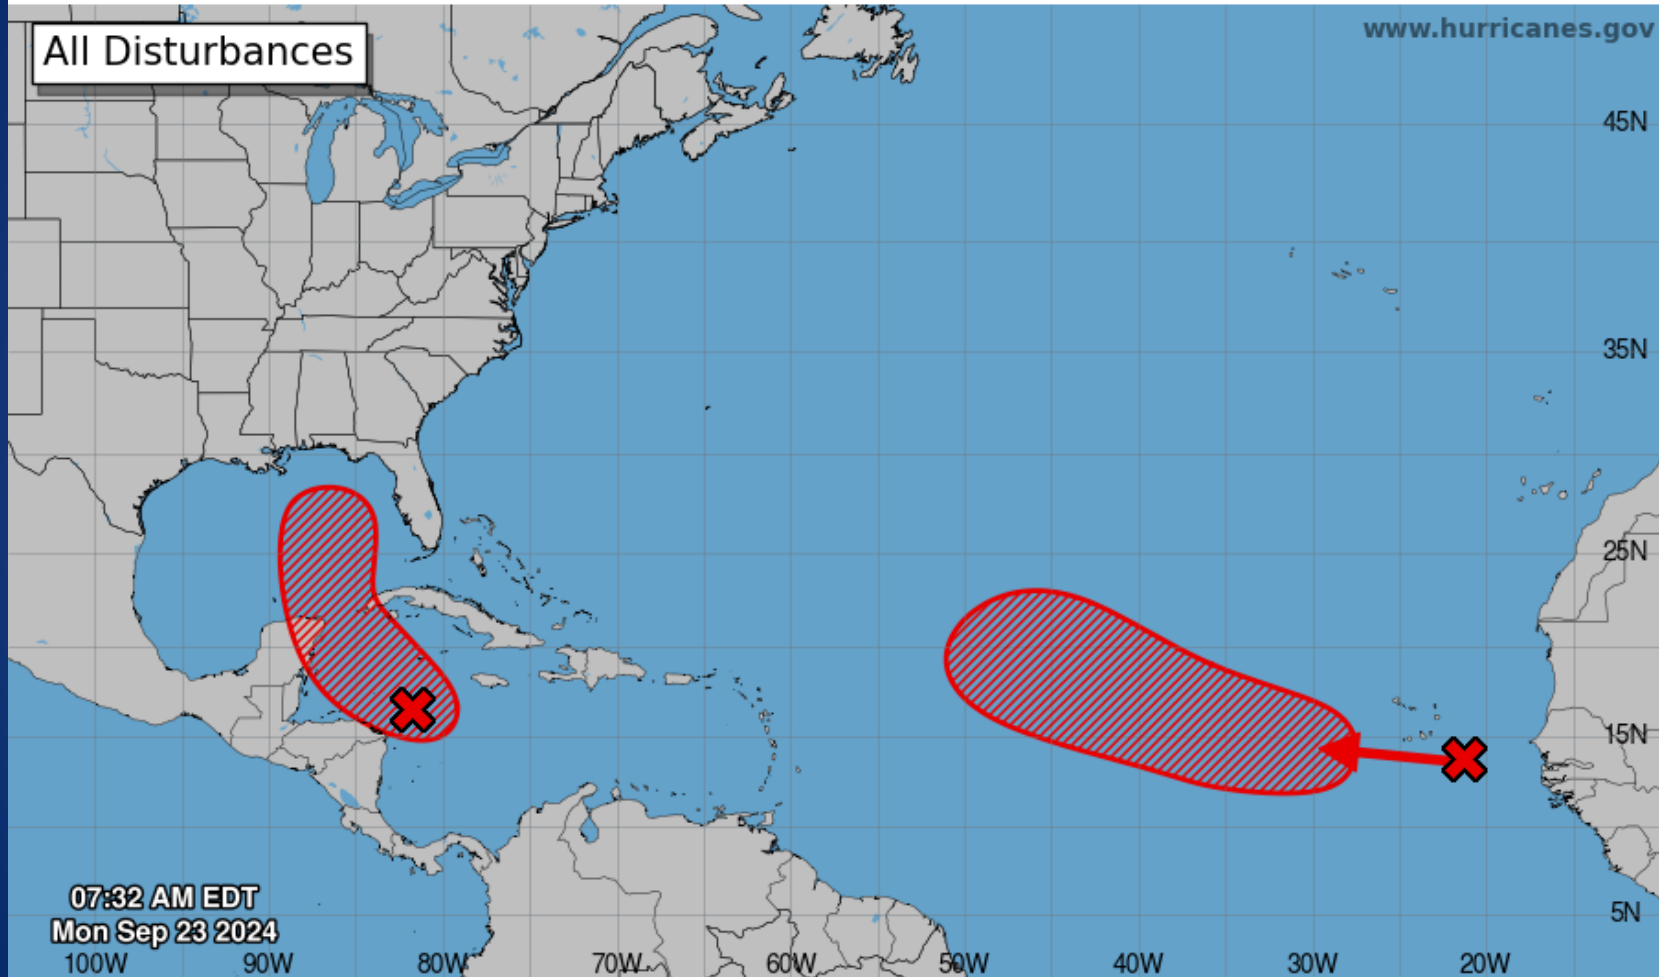 All Disturbances
www.hurricanes.gov
45N
35N
25N
15N
5N
07:32 AM EDT
Mon Sep 23 2024
100W 90W 80W 70W 60W 50W 40W 30W 20W